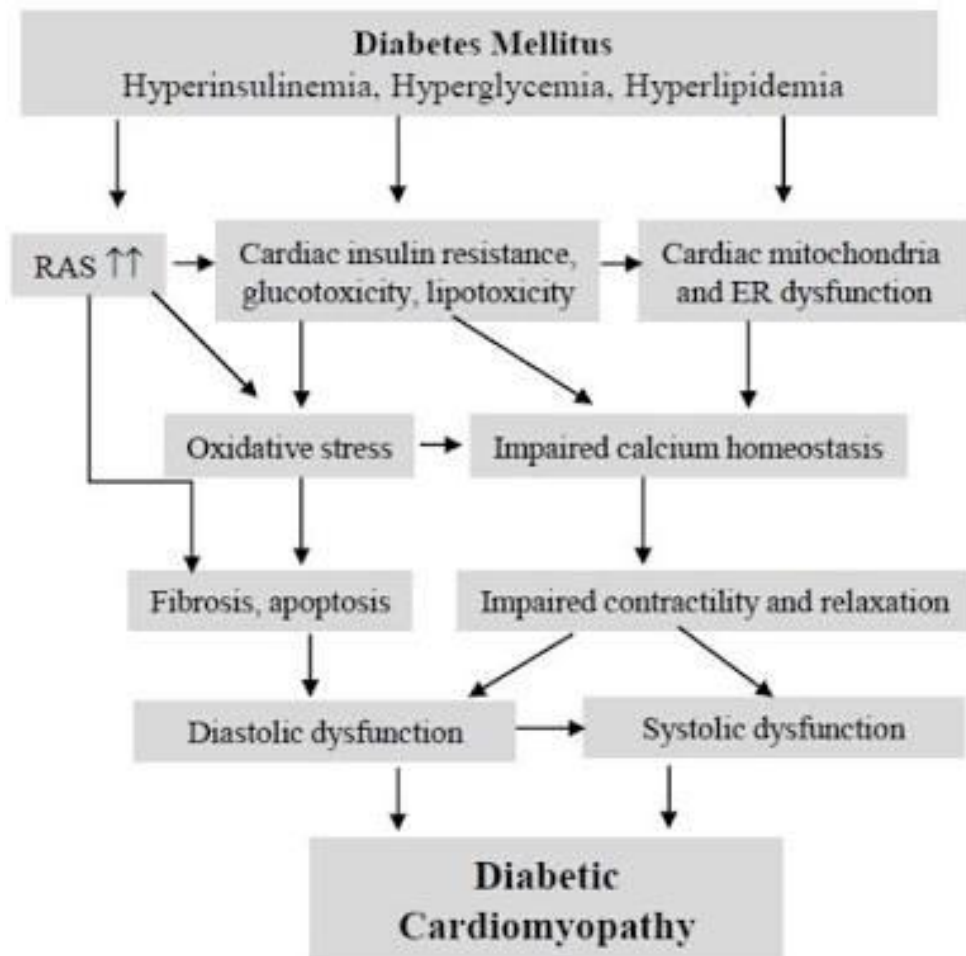 Diabetes Mellitus
Hyperinsulinemia, Hyperglycemia, Hyperlipidemia
RAS ↑↑
Cardiac insulin resistance,
glucotoxicity, lipotoxicity
Cardiac mitochondria
and ER dysfunction
Oxidative stress
Impaired calcium homeostasis
Fibrosis, apoptosis
Impaired contractility and relaxation
Diastolic dysfunction
Systolic dysfunction
Diabetic
Cardiomyopathy